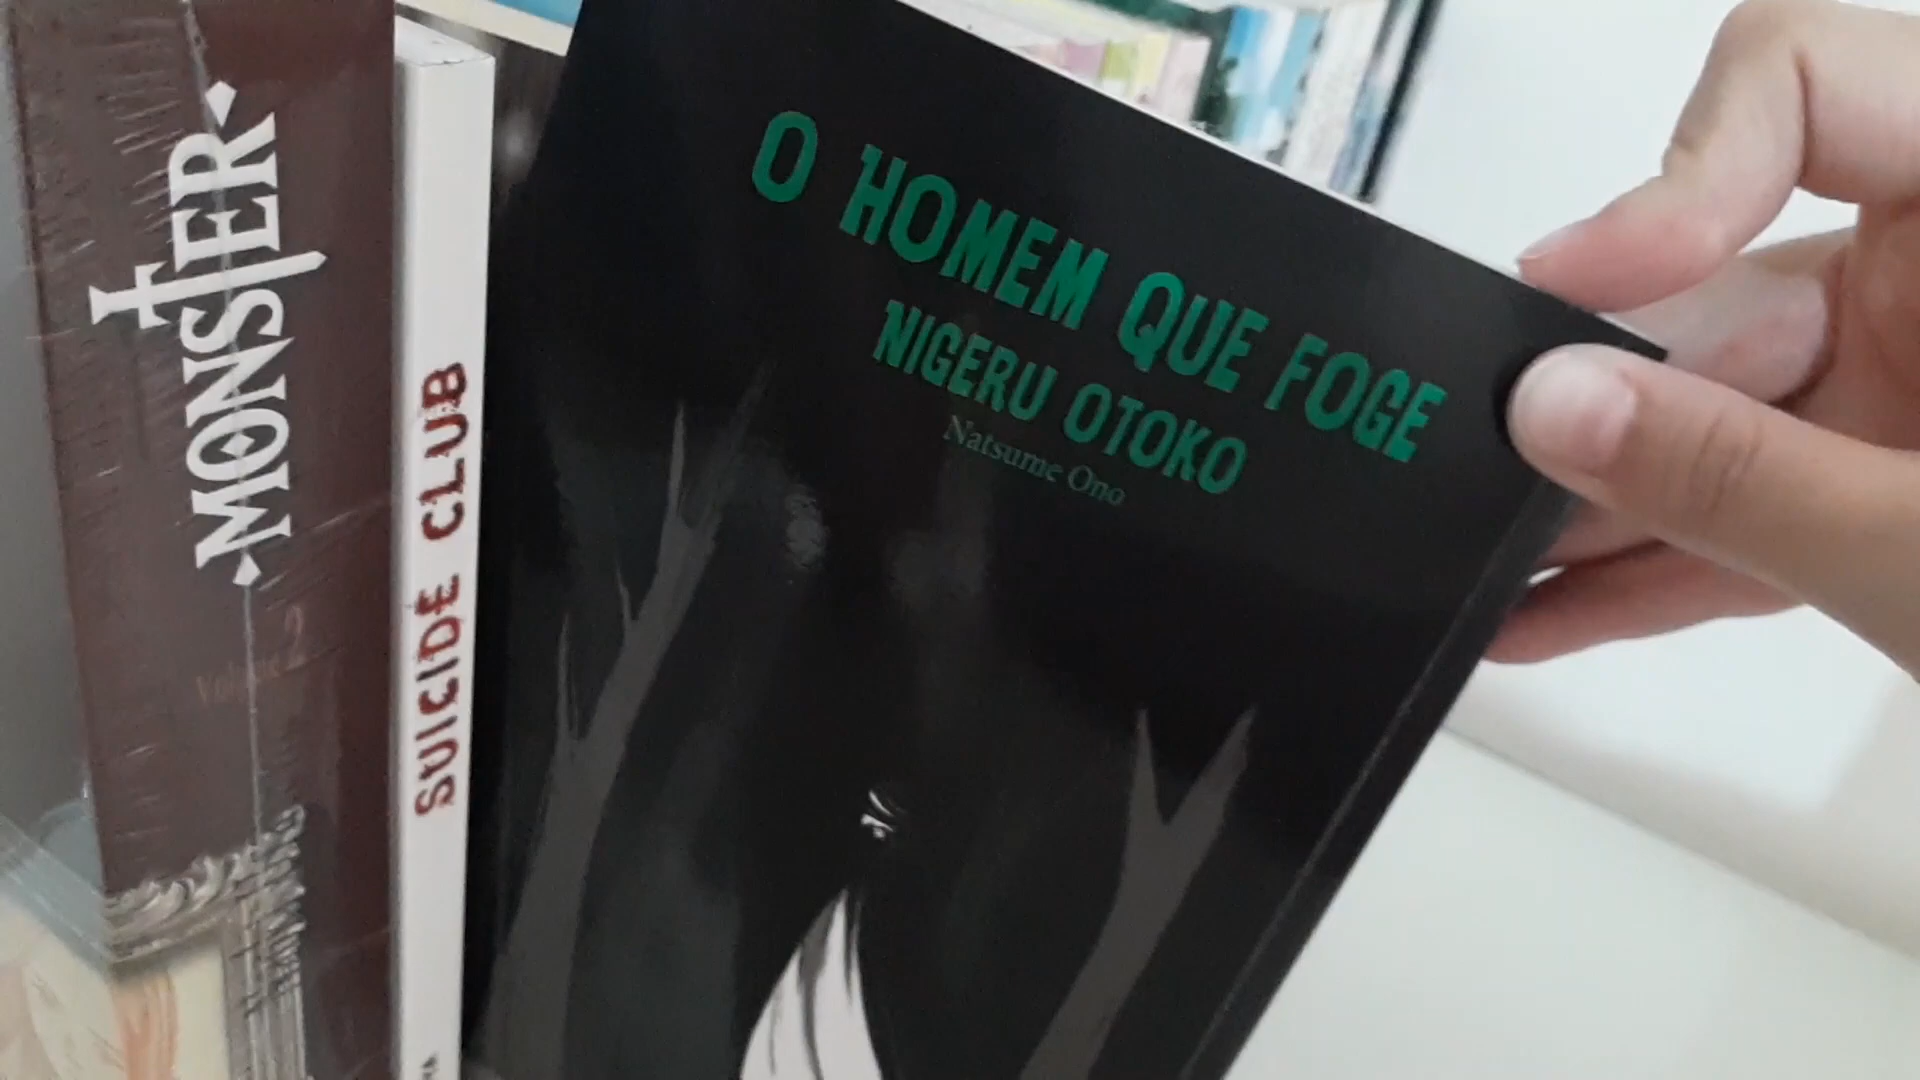 MONSTER
Volume 2
SUICIDE CLUB
O HOMEM QUE FOGE
NIGERU OTOKO
Natsume Ono